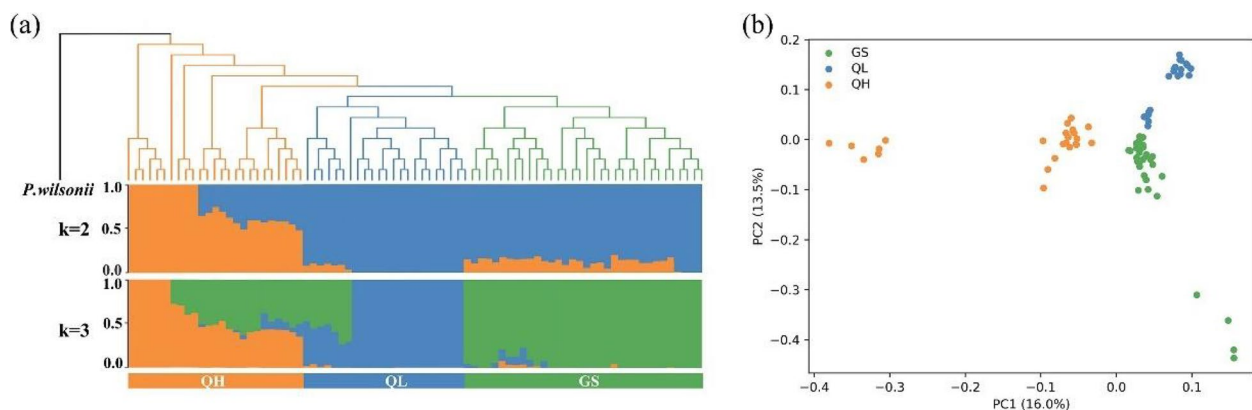 (a)
P.wilsonii
k=2
1.0
0.5
0.0
k=3
1.0
0.5
0.0
QH QL GS
(b)
GS
QL
QH
PC2 (13.5%)
0.2
0.1
0.0
−0.1
−0.2
−0.3
−0.4
−0.4 −0.3 −0.2 −0.1 0.0 0.1
PC1 (16.0%)